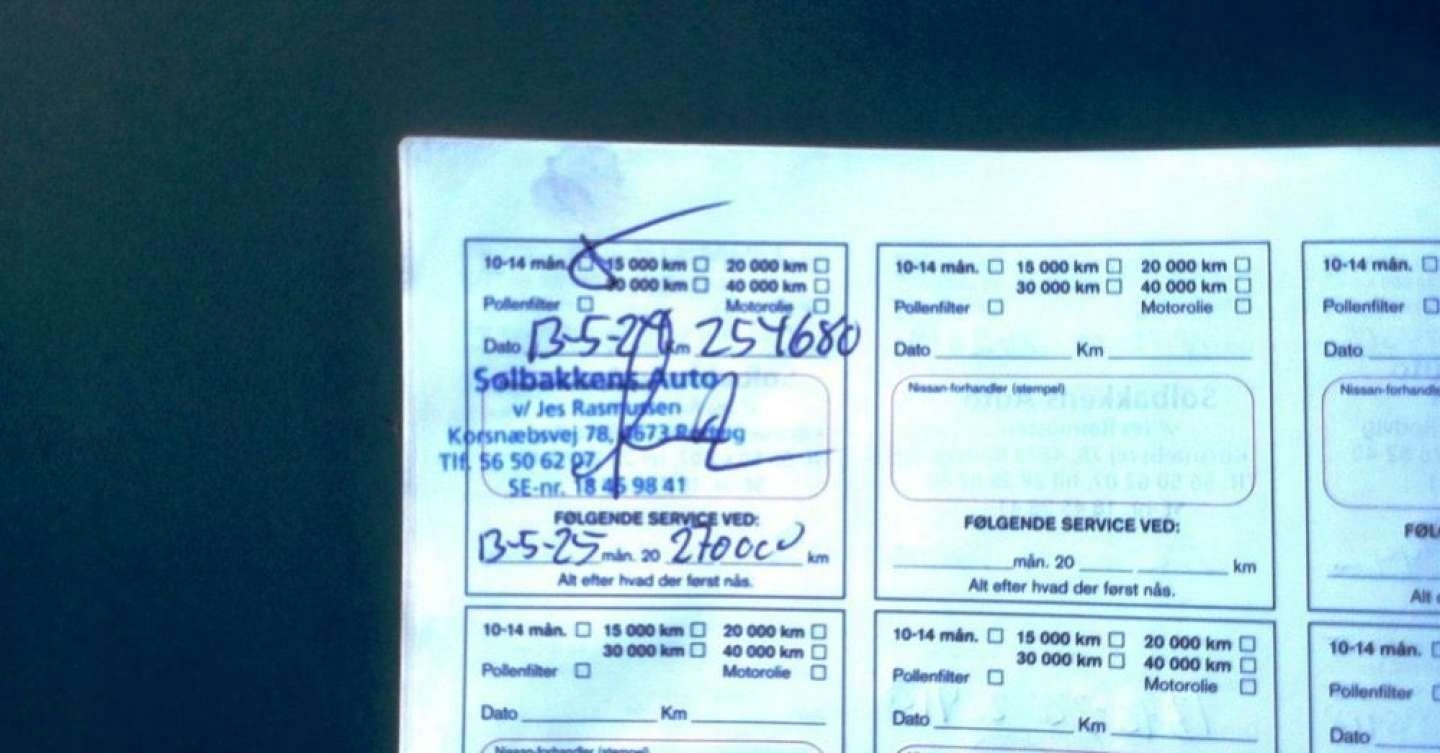 10-14 mån. 15 000 km 20 000 km
30 000 km 40 000 km
Pollenfilter Motorolie
Dato 13-5-24 Km 254680
Solbakkens Auto
v/ Jes Rasmussen
Korsnæbsvej 78, 4673 Rødvig
Tlf. 56 50 62 07
SE-nr. 18 45 98 41
FØLGENDE SERVICE VED:
13-5-25 mån. 20 270000 km
Alt efter hvad der først nås.
10-14 mån. 15 000 km 20 000 km
30 000 km 40 000 km
Pollenfilter Motorolie
Dato Km
Nissan-forhandler (stempel)
FØLGENDE SERVICE VED:
mån. 20 km
Alt efter hvad der først nås.
10-14 mån.
Pollenfilter
Dato
Nissan-forhandler
FØL
Alt
10-14 mån. 15 000 km 20 000 km
30 000 km 40 000 km
Pollenfilter Motorolie
Dato Km
Nissan-forhandler (stempel)
10-14 mån. 15 000 km 20 000 km
30 000 km 40 000 km
Pollenfilter Motorolie
Dato Km
10-14 mån.
Pollenfilter
Dato